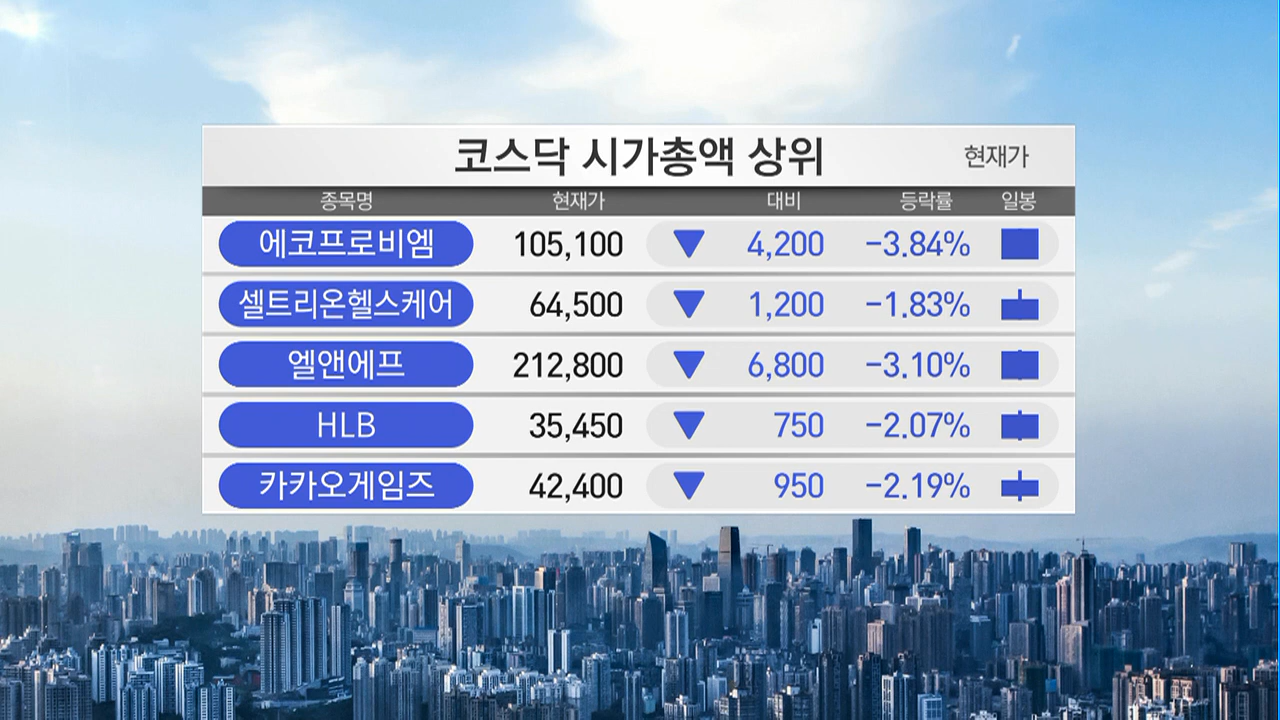 코스닥 시가총액 상위 현재가
종목명 현재가 대비 등락률 일봉
에코프로비엠 105,100 ▼ 4,200 -3.84%
셀트리온헬스케어 64,500 ▼ 1,200 -1.83%
엘앤에프 212,800 ▼ 6,800 -3.10%
HLB 35,450 ▼ 750 -2.07%
카카오게임즈 42,400 ▼ 950 -2.19%